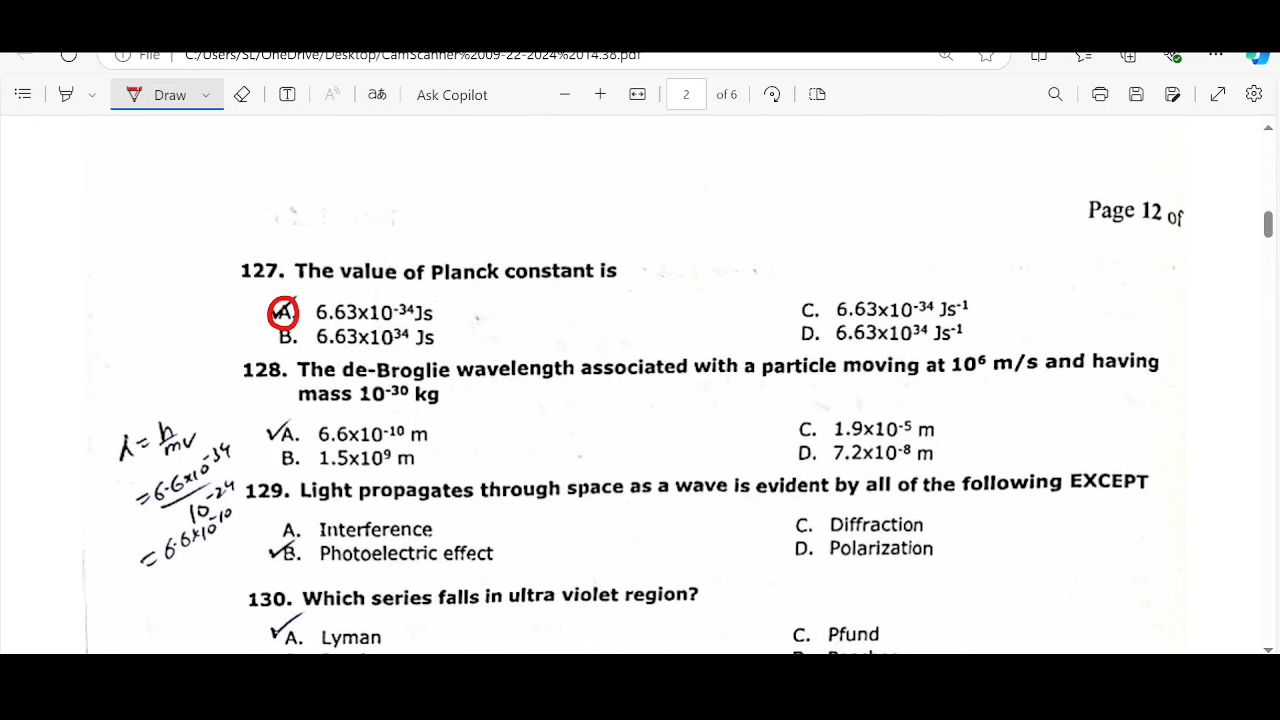 File C:/Users/SL/OneDrive/Desktop/CamScanner%2009-22-2024%2014.38.pdf
Draw aあ Ask Copilot 2 of 6
Page 12 of
127. The value of Planck constant is
A. 6.63x10⁻³⁴Js C. 6.63x10⁻³⁴ Js⁻¹
B. 6.63x10³⁴ Js D. 6.63x10³⁴ Js⁻¹
128. The de-Broglie wavelength associated with a particle moving at 10⁶ m/s and having
mass 10⁻³⁰ kg
A. 6.6x10⁻¹⁰ m C. 1.9x10⁻⁵ m
B. 1.5x10⁹ m D. 7.2x10⁻⁸ m
λ = h/mv
= 6.6x10⁻³⁴/10⁻²⁴
= 6.6x10⁻¹⁰
129. Light propagates through space as a wave is evident by all of the following EXCEPT
A. Interference C. Diffraction
B. Photoelectric effect D. Polarization
130. Which series falls in ultra violet region?
A. Lyman C. Pfund